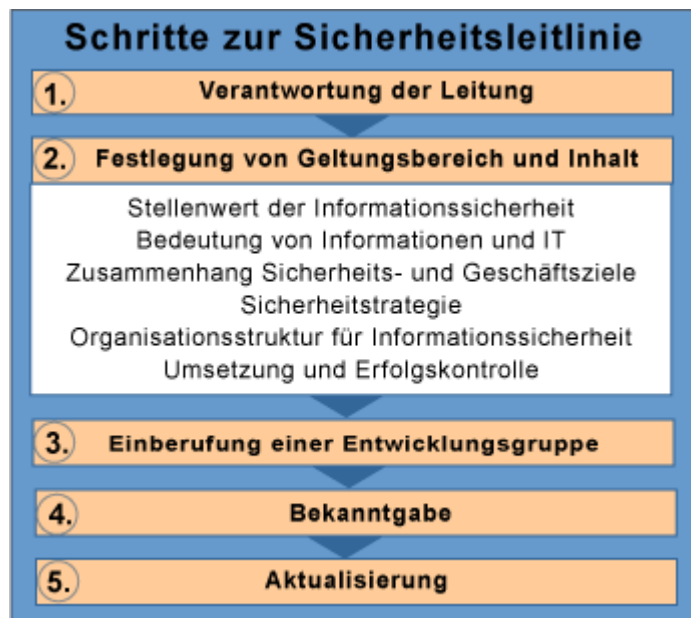 Schritte zur Sicherheitsleitlinie
1. Verantwortung der Leitung
2. Festlegung von Geltungsbereich und Inhalt
Stellenwert der Informationssicherheit
Bedeutung von Informationen und IT
Zusammenhang Sicherheits- und Geschäftsziele
Sicherheitstrategie
Organisationsstruktur für Informationssicherheit
Umsetzung und Erfolgskontrolle
3. Einberufung einer Entwicklungsgruppe
4. Bekanntgabe
5. Aktualisierung